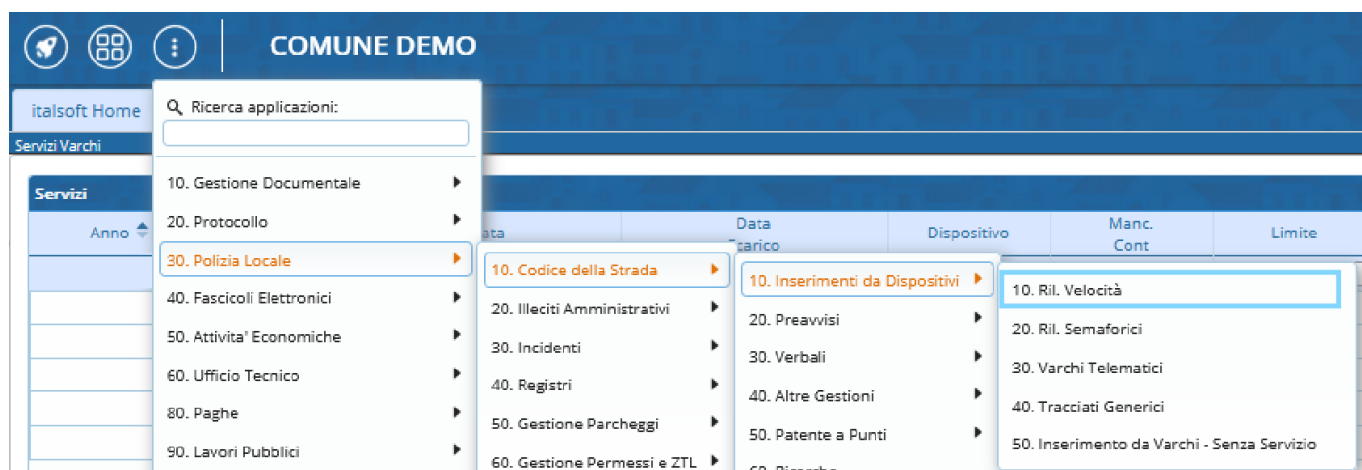 COMUNE DEMO
italsoft Home
Ricerca applicazioni:
Servizi Varchi
Servizi
Anno
Data
Scarico
Dispositivo
Manc.
Cont
Limite
10. Gestione Documentale
20. Protocollo
30. Polizia Locale
40. Fascicoli Elettronici
50. Attivita' Economiche
60. Ufficio Tecnico
80. Paghe
90. Lavori Pubblici
10. Codice della Strada
20. Illeciti Amministrativi
30. Incidenti
40. Registri
50. Gestione Parcheggi
60. Gestione Permessi e ZTL
10. Inserimenti da Dispositivi
20. Preavvisi
30. Verbali
40. Altre Gestioni
50. Patente a Punti
10. Ril. Velocità
20. Ril. Semaforici
30. Varchi Telematici
40. Tracciati Generici
50. Inserimento da Varchi - Senza Servizio